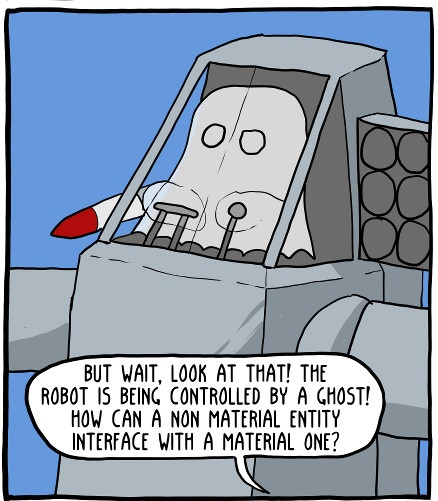 BUT WAIT, LOOK AT THAT! THE
ROBOT IS BEING CONTROLLED BY A GHOST!
HOW CAN A NON MATERIAL ENTITY
INTERFACE WITH A MATERIAL ONE?